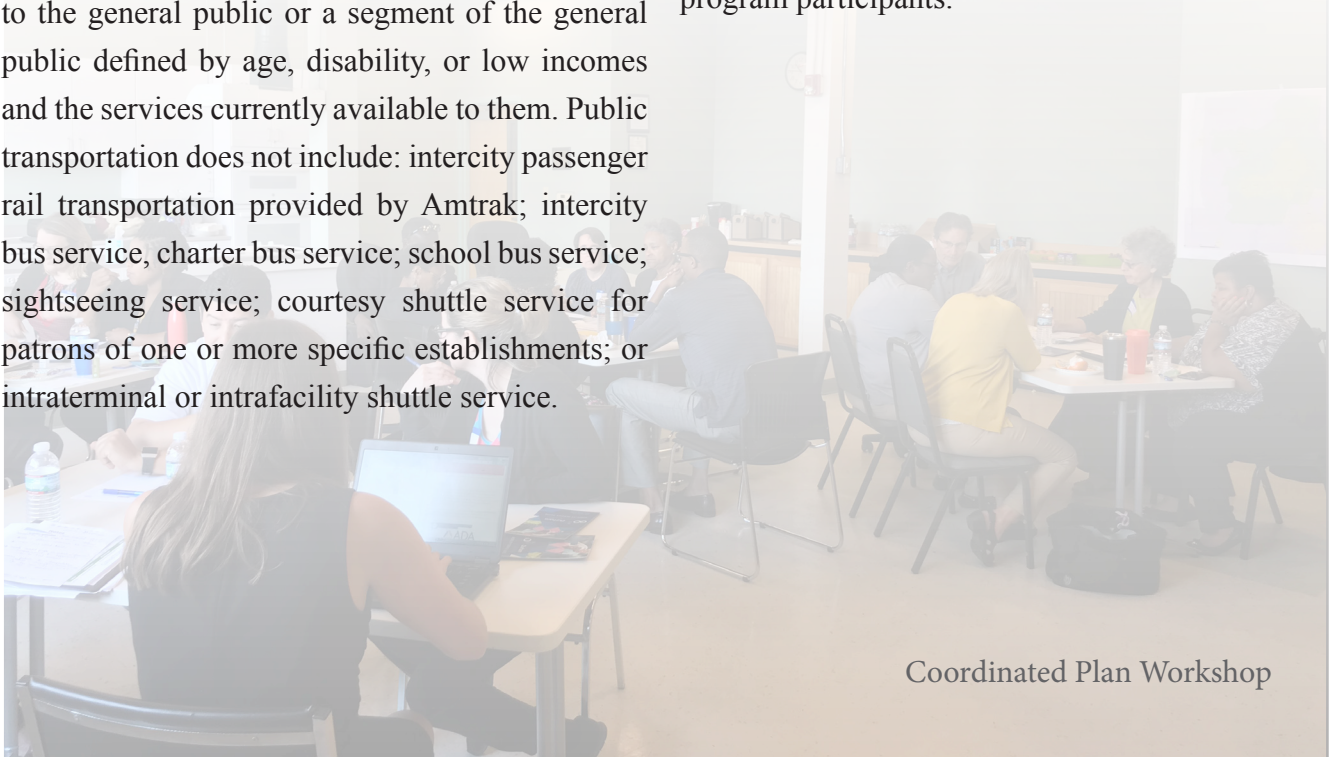 to the general public or a segment of the general
public defined by age, disability, or low incomes
and the services currently available to them. Public
transportation does not include: intercity passenger
rail transportation provided by Amtrak; intercity
bus service, charter bus service; school bus service;
sightseeing service; courtesy shuttle service for
patrons of one or more specific establishments; or
intraterminal or intrafacility shuttle service.
program participants.
Coordinated Plan Workshop